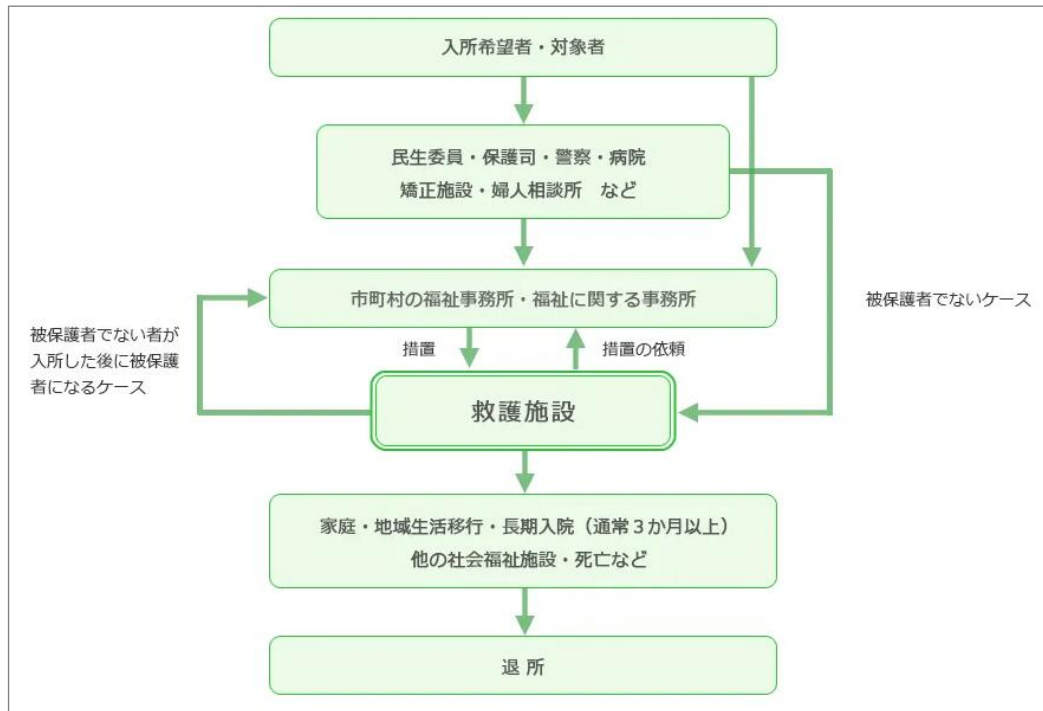 入所希望者・対象者
民生委員・保護司・警察・病院
矯正施設・婦人相談所　など
市町村の福祉事務所・福祉に関する事務所
被保護者でないケース
被保護者でない者が
入所した後に被保護
者になるケース
措置
措置の依頼
救護施設
家庭・地域生活移行・長期入院（通常３か月以上）
他の社会福祉施設・死亡など
退 所